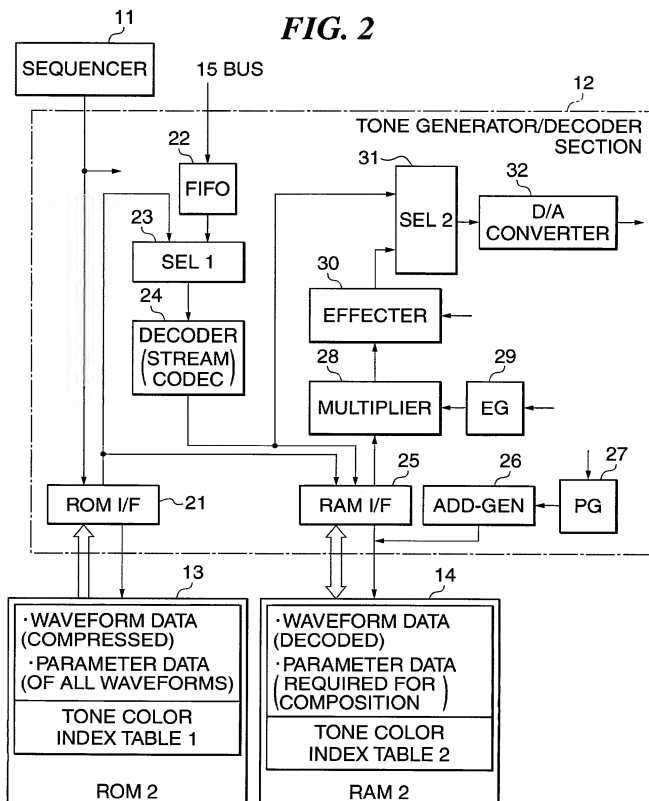 FIG. 2
11
SEQUENCER
15 BUS
12
TONE GENERATOR/DECODER
SECTION
22
FIFO
23
SEL 1
24
DECODER
(STREAM)
CODEC
31
SEL 2
32
D/A
CONVERTER
30
EFFECTER
28
MULTIPLIER
29
EG
ROM I/F
21
25
RAM I/F
26
ADD-GEN
27
PG
13
·WAVEFORM DATA
(COMPRESSED)
·PARAMETER DATA
(OF ALL WAVEFORMS)
TONE COLOR
INDEX TABLE 1
ROM 2
14
·WAVEFORM DATA
(DECODED)
·PARAMETER DATA
(REQUIRED FOR)
COMPOSITION
TONE COLOR
INDEX TABLE 2
RAM 2